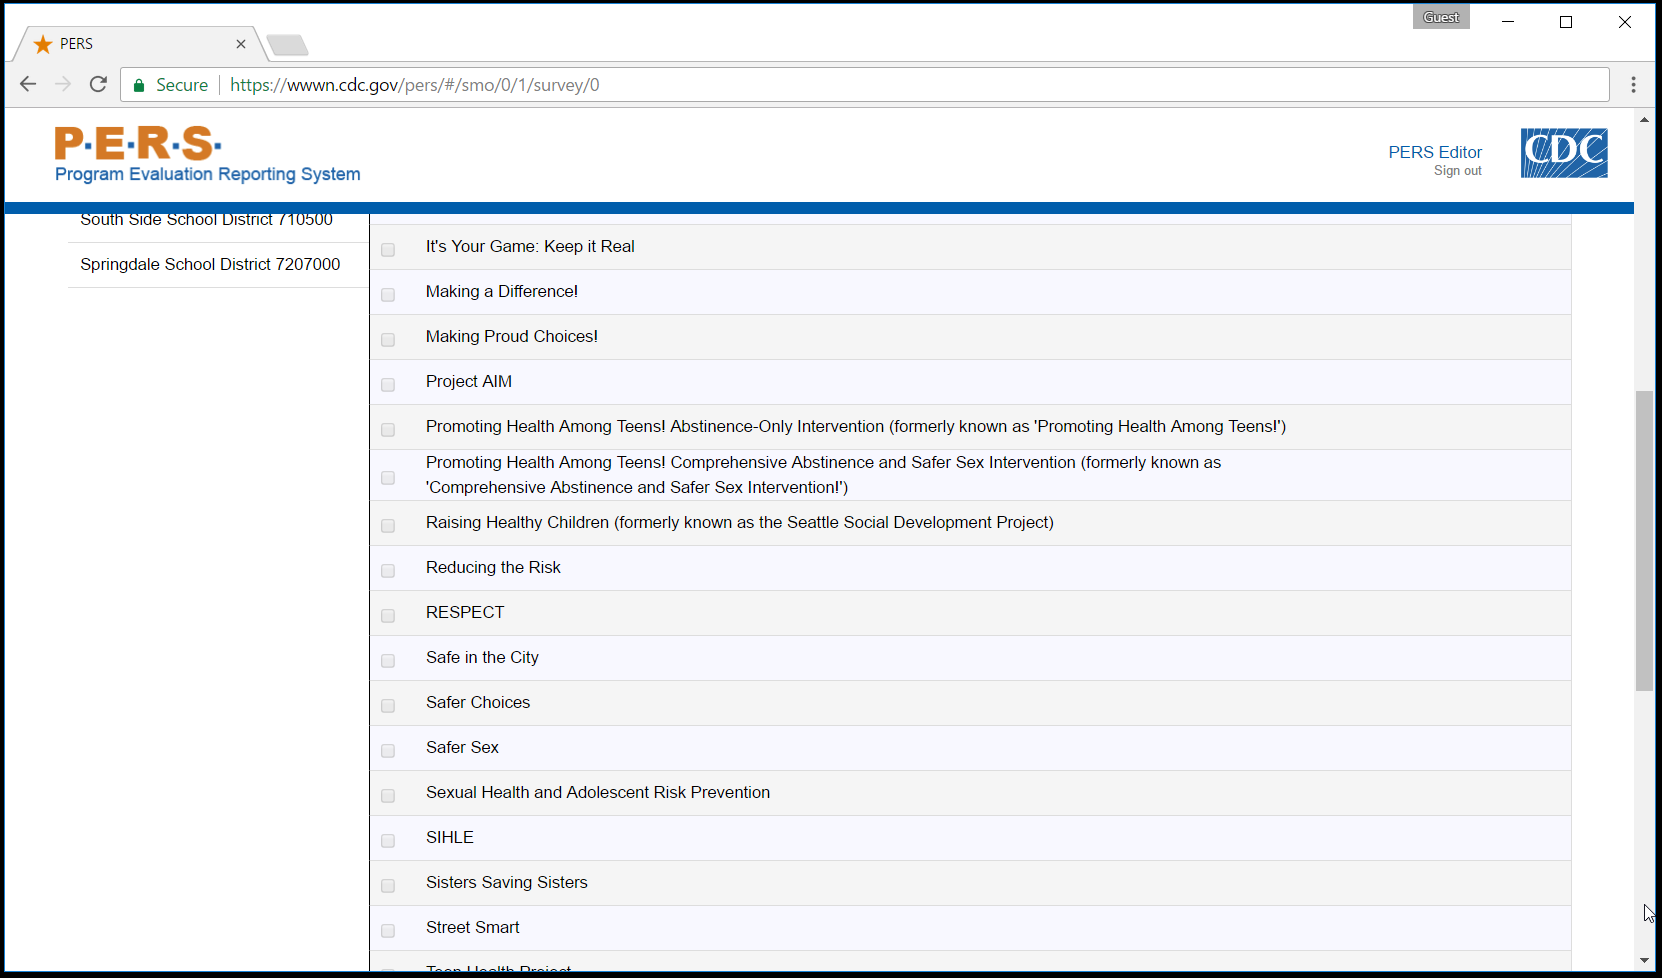 Guest
PERS
Secure https://wwwn.cdc.gov/pers/#/smo/0/1/survey/0
P·E·R·S·
Program Evaluation Reporting System
PERS Editor
Sign out
CDC
South Side School District 710500
Springdale School District 7207000
It's Your Game: Keep it Real
Making a Difference!
Making Proud Choices!
Project AIM
Promoting Health Among Teens! Abstinence-Only Intervention (formerly known as 'Promoting Health Among Teens!')
Promoting Health Among Teens! Comprehensive Abstinence and Safer Sex Intervention (formerly known as
'Comprehensive Abstinence and Safer Sex Intervention!')
Raising Healthy Children (formerly known as the Seattle Social Development Project)
Reducing the Risk
RESPECT
Safe in the City
Safer Choices
Safer Sex
Sexual Health and Adolescent Risk Prevention
SIHLE
Sisters Saving Sisters
Street Smart
Teen Health Project